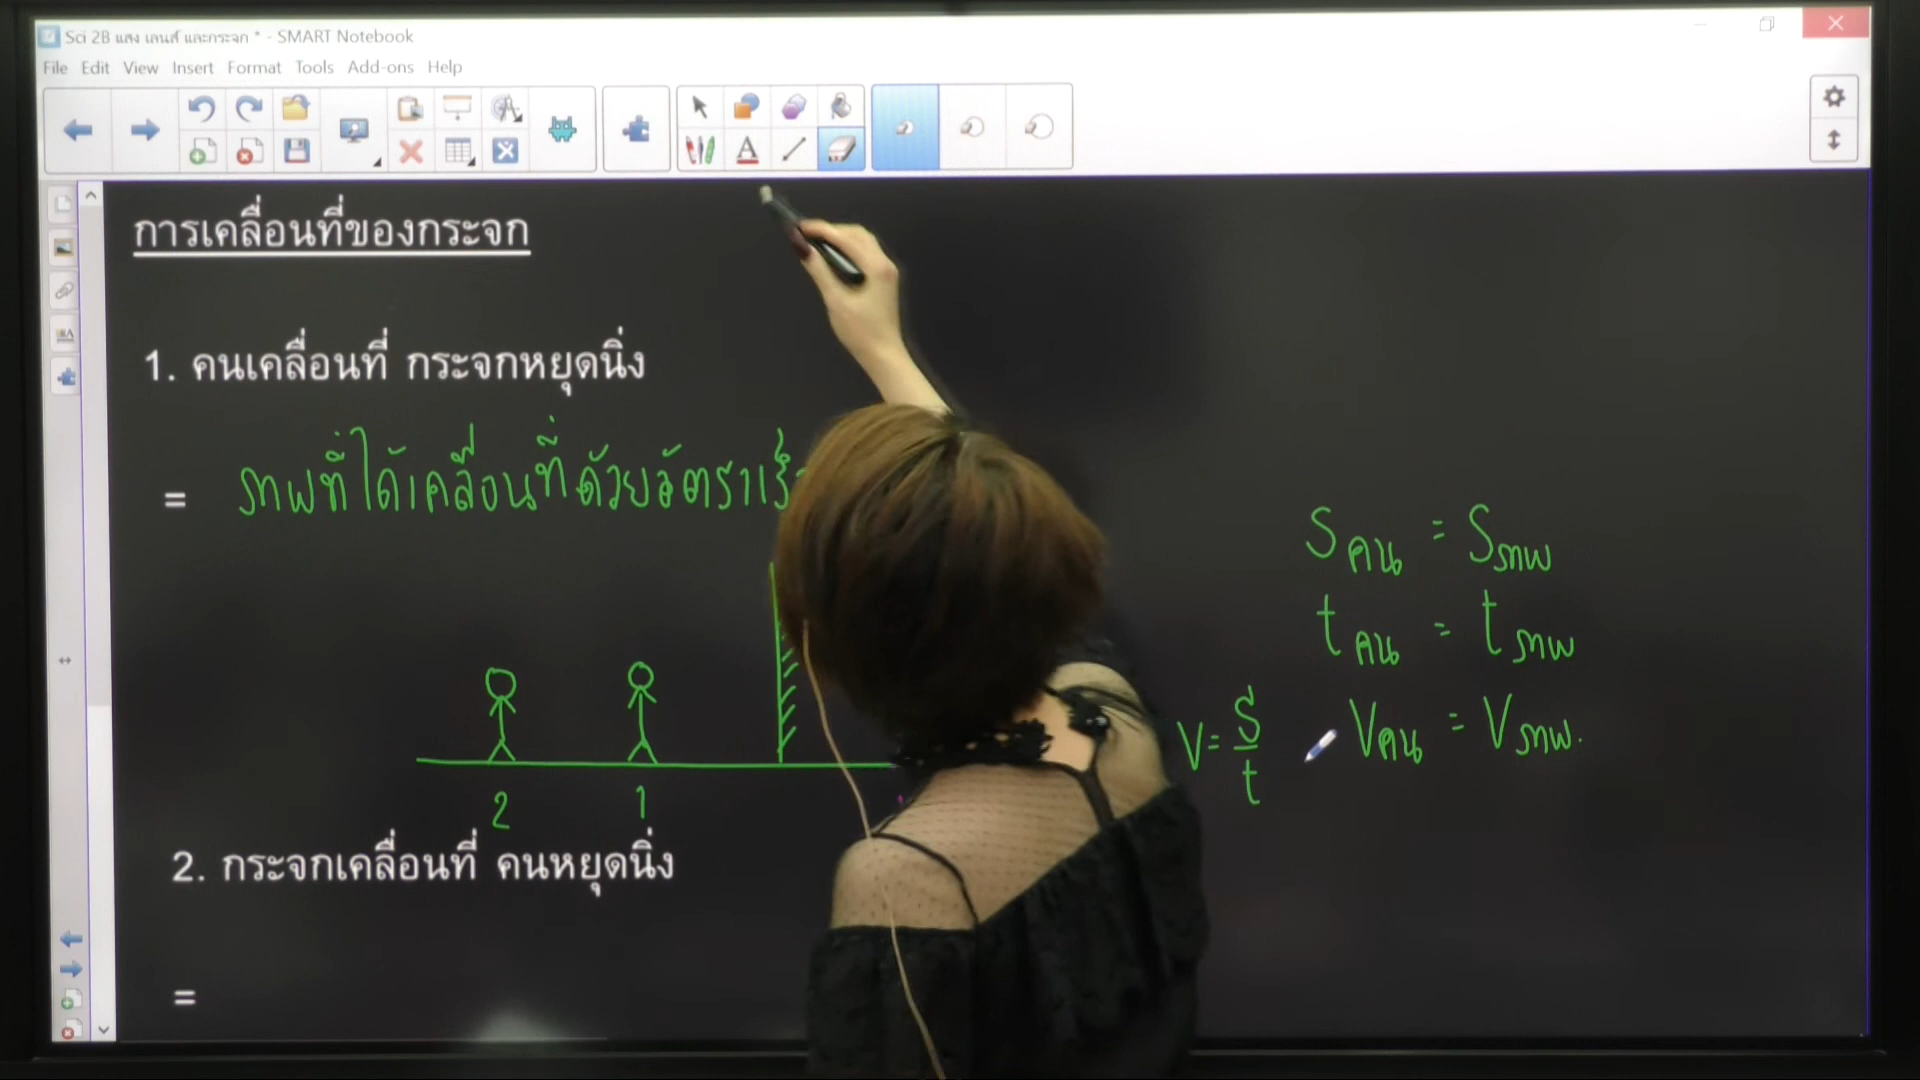 Sci 2B แสง เลนส์ และกระจก * - SMART Notebook
File Edit View Insert Format Tools Add-ons Help
การเคลื่อนที่ของกระจก
1. คนเคลื่อนที่ กระจกหยุดนิ่ง
= ภาพที่ได้เคลื่อนที่ด้วยอัตราเร็
S คน = S ภาพ
t คน = t ภาพ
V = S/t V คน = V ภาพ.
2 1
2. กระจกเคลื่อนที่ คนหยุดนิ่ง
=